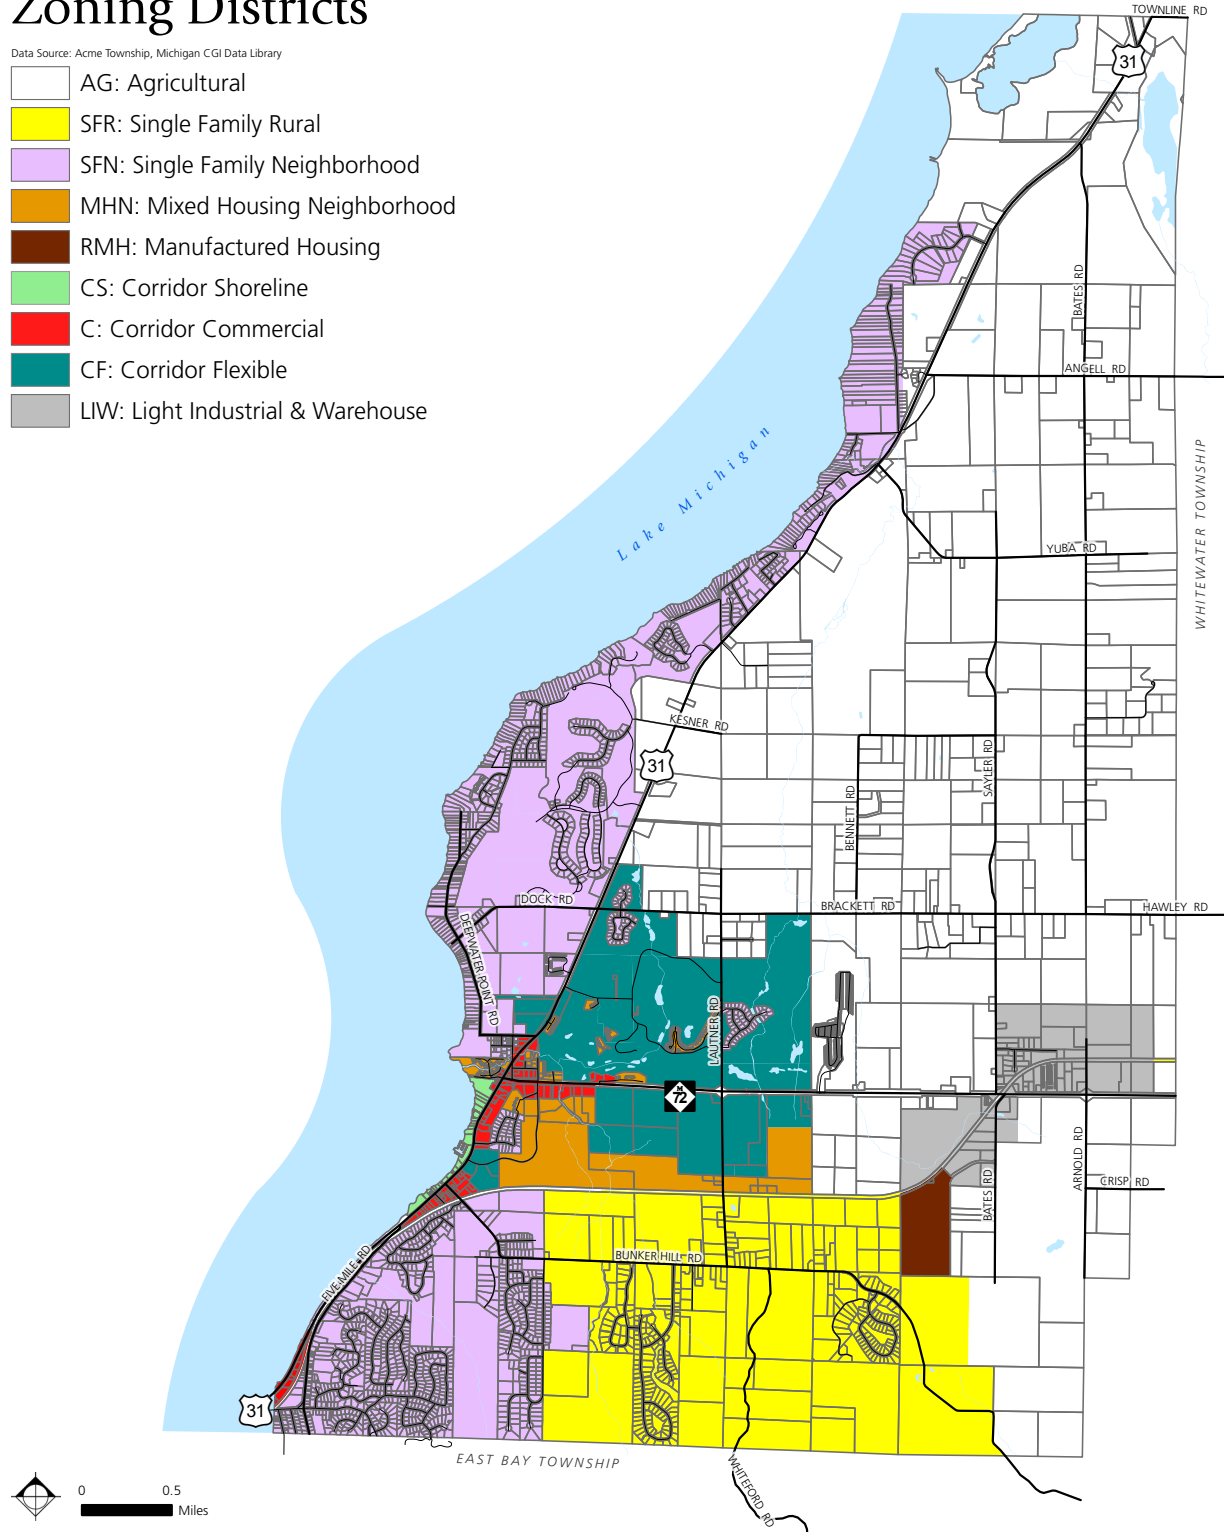 Zoning Districts
Data Source: Acme Township, Michigan CGI Data Library
AG: Agricultural
SFR: Single Family Rural
SFN: Single Family Neighborhood
MHN: Mixed Housing Neighborhood
RMH: Manufactured Housing
CS: Corridor Shoreline
C: Corridor Commercial
CF: Corridor Flexible
LIW: Light Industrial & Warehouse
TOWNLINE RD
31
BATES RD
ANGELL RD
Lake Michigan
WHITEWATER TOWNSHIP
YUBA RD
KESNER RD
31
SAYLER RD
BENNETT RD
DOCK RD
BRACKETT RD
HAWLEY RD
DEEPWATER POINT RD
LAUTNER RD
M
72
ARNOLD RD
BATES RD
CRISP RD
BUNKER HILL RD
FIVE MILE RD
31
EAST BAY TOWNSHIP
WHITEFORD RD
0 0.5
Miles